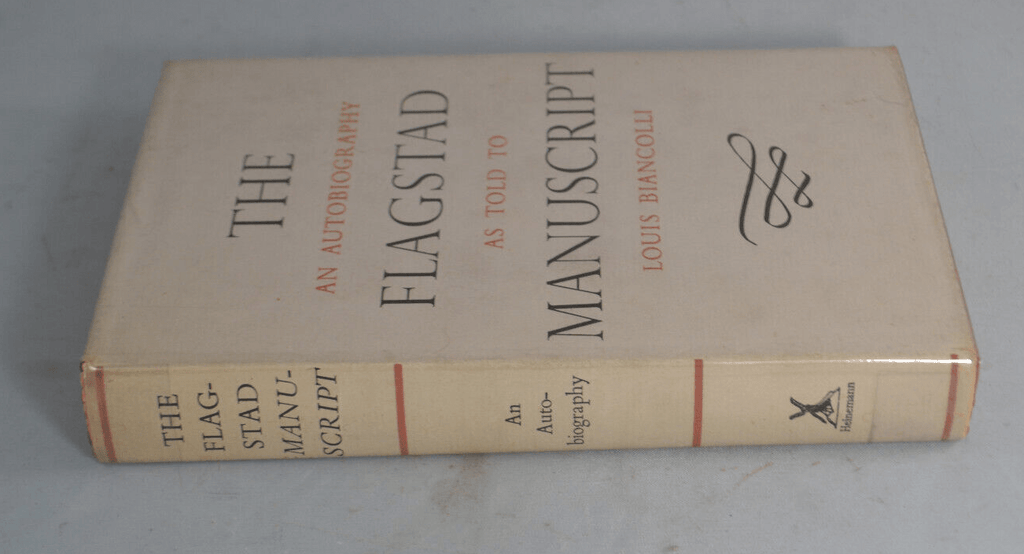 THE
AN AUTOBIOGRAPHY
FLAGSTAD
AS TOLD TO
MANUSCRIPT
LOUIS BIANCOLLI
THE
FLAG-
STAD
MANU-
SCRIPT
An
Auto-
biography
Heinemann